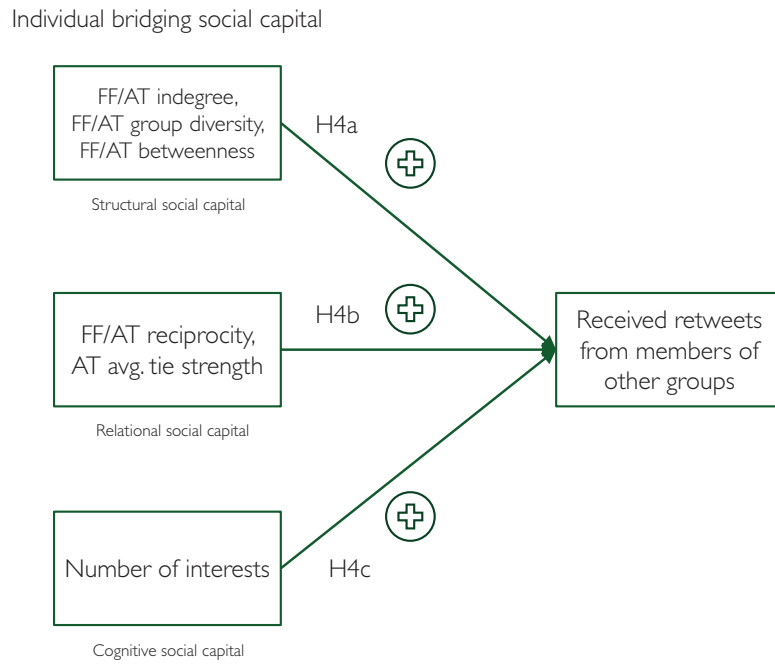 Individual bridging social capital
FF/AT indegree,
FF/AT group diversity,
FF/AT betweenness
H4a
Structural social capital
FF/AT reciprocity,
AT avg. tie strength
H4b
Received retweets
from members of
other groups
Relational social capital
Number of interests
H4c
Cognitive social capital